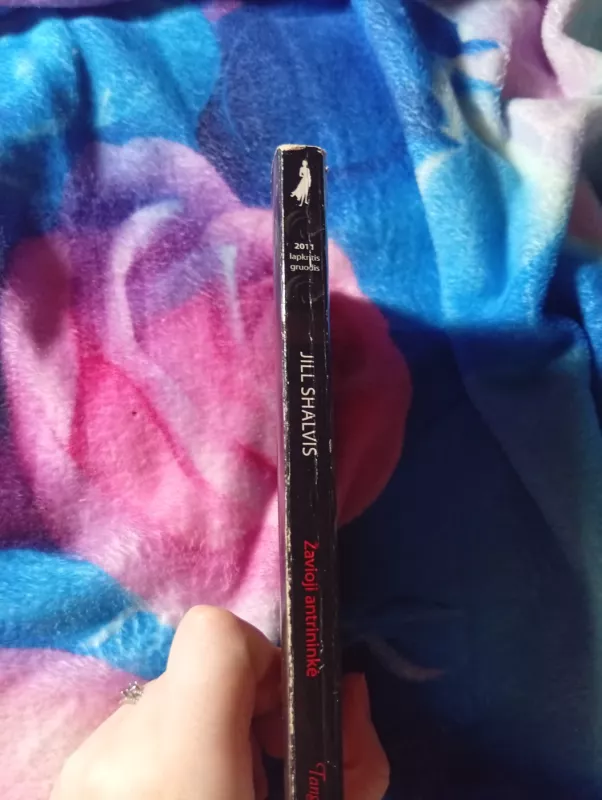 2011
lapkritis
gruodis
JILL SHALVIS
Žavioji antrininkė